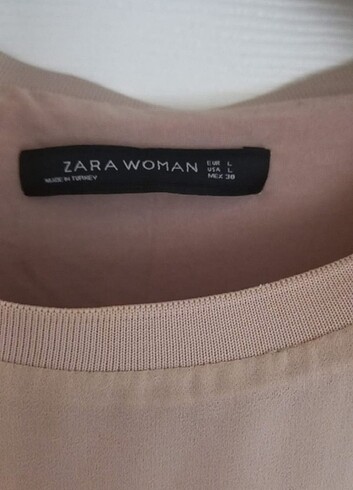 ZARA WOMAN
MADE IN TURKEY
EUR L
USA L
MEX 30